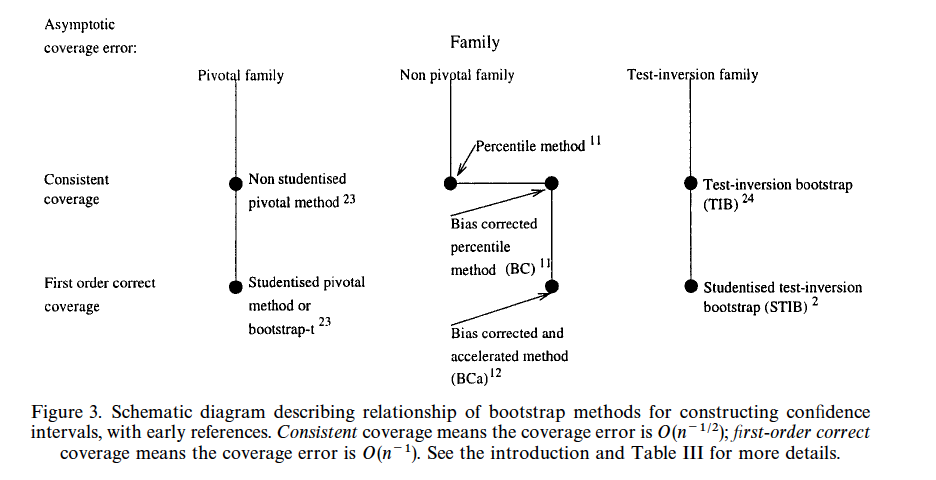 Asymptotic
coverage error:
Family
Pivotal family
Non pivotal family
Test-inversion family
Percentile method 11
Consistent
coverage
Non studentised
pivotal method 23
Test-inversion bootstrap
(TIB) 24
Bias corrected
percentile
method (BC) 11
First order correct
coverage
Studentised pivotal
method or
bootstrap-t 23
Studentised test-inversion
bootstrap (STIB) 2
Bias corrected and
accelerated method
(BCa) 12
Figure 3. Schematic diagram describing relationship of bootstrap methods for constructing confidence
intervals, with early references. Consistent coverage means the coverage error is O(n⁻¹/²); first-order correct
coverage means the coverage error is O(n⁻¹). See the introduction and Table III for more details.